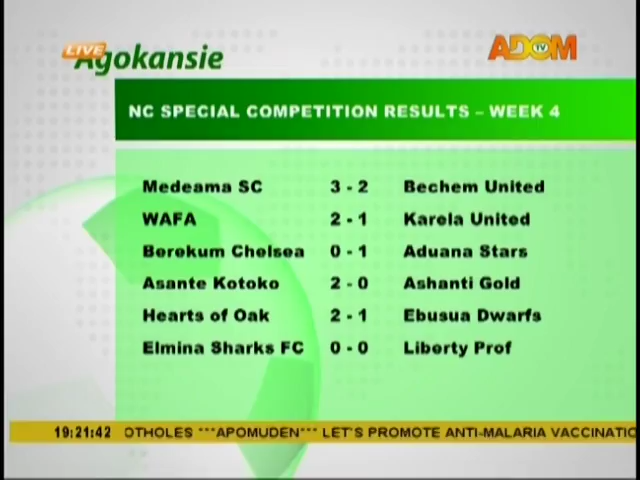 LIVE
Agokansie
ADOM TV
NC SPECIAL COMPETITION RESULTS – WEEK 4
Medeama SC 3 - 2 Bechem United
WAFA 2 - 1 Karela United
Berekum Chelsea 0 - 1 Aduana Stars
Asante Kotoko 2 - 0 Ashanti Gold
Hearts of Oak 2 - 1 Ebusua Dwarfs
Elmina Sharks FC 0 - 0 Liberty Prof
19:21:42 OTHOLES ***APOMUDEN*** LET'S PROMOTE ANTI-MALARIA VACCINATIO